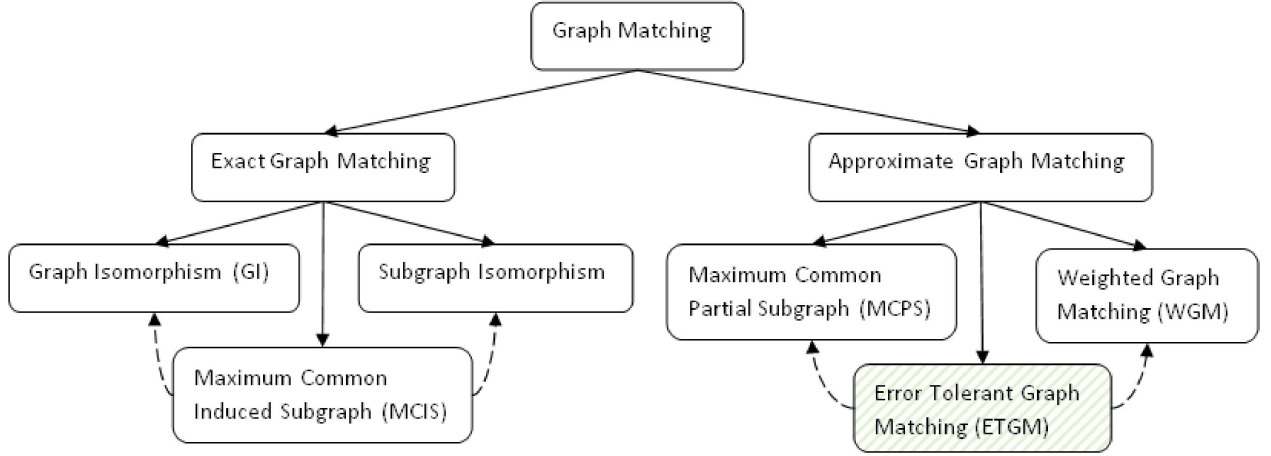 Graph Matching
Exact Graph Matching
Approximate Graph Matching
Graph Isomorphism (GI)
Subgraph Isomorphism
Maximum Common
Partial Subgraph (MCPS)
Weighted Graph
Matching (WGM)
Maximum Common
Induced Subgraph (MCIS)
Error Tolerant Graph
Matching (ETGM)